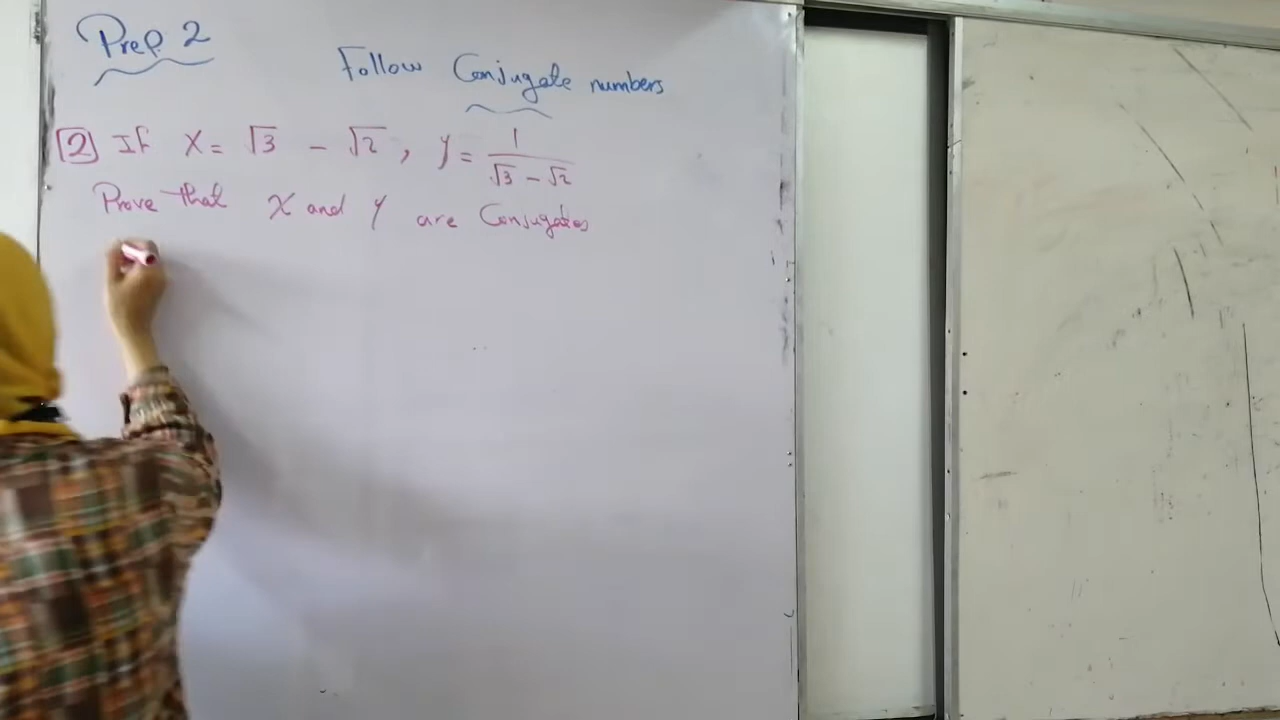 Prep 2
Follow Conjugate numbers
[2] If x = √3 - √2, y = 1/(√3 - √2)
Prove that X and y are Conjugates